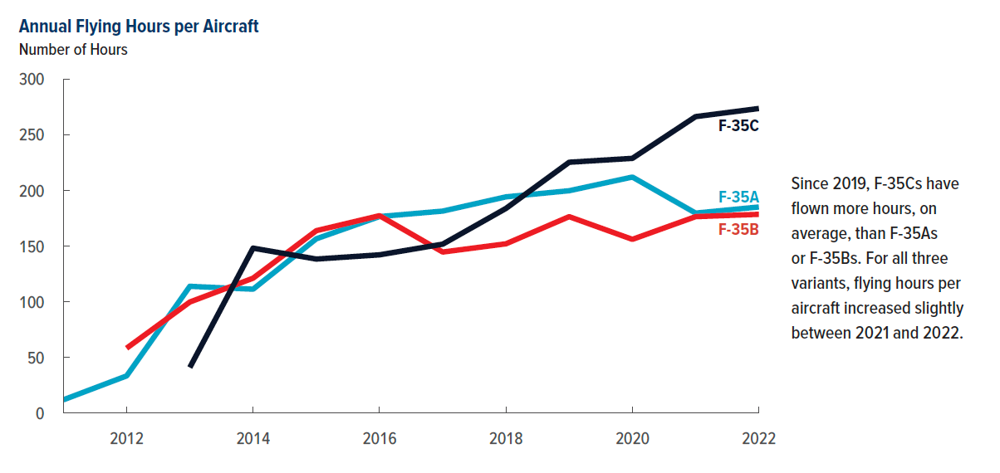 Annual Flying Hours per Aircraft
Number of Hours
300
250
200
150
100
50
0
2012 2014 2016 2018 2020 2022
F-35C
F-35A
F-35B
Since 2019, F-35Cs have
flown more hours, on
average, than F-35As
or F-35Bs. For all three
variants, flying hours per
aircraft increased slightly
between 2021 and 2022.